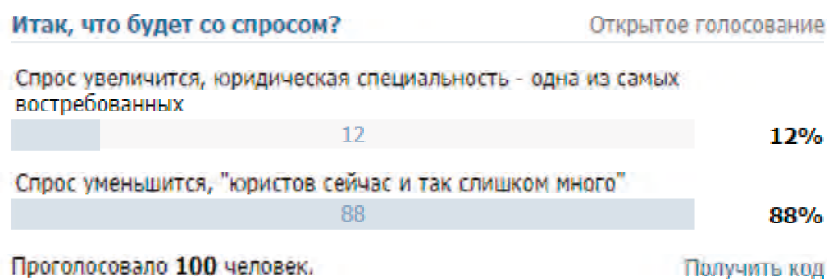 Итак, что будет со спросом? Открытое голосование
Спрос увеличится, юридическая специальность - одна из самых
востребованных
12 12%
Спрос уменьшится, "юристов сейчас и так слишком много"
88 88%
Проголосовало 100 человек. Получить код